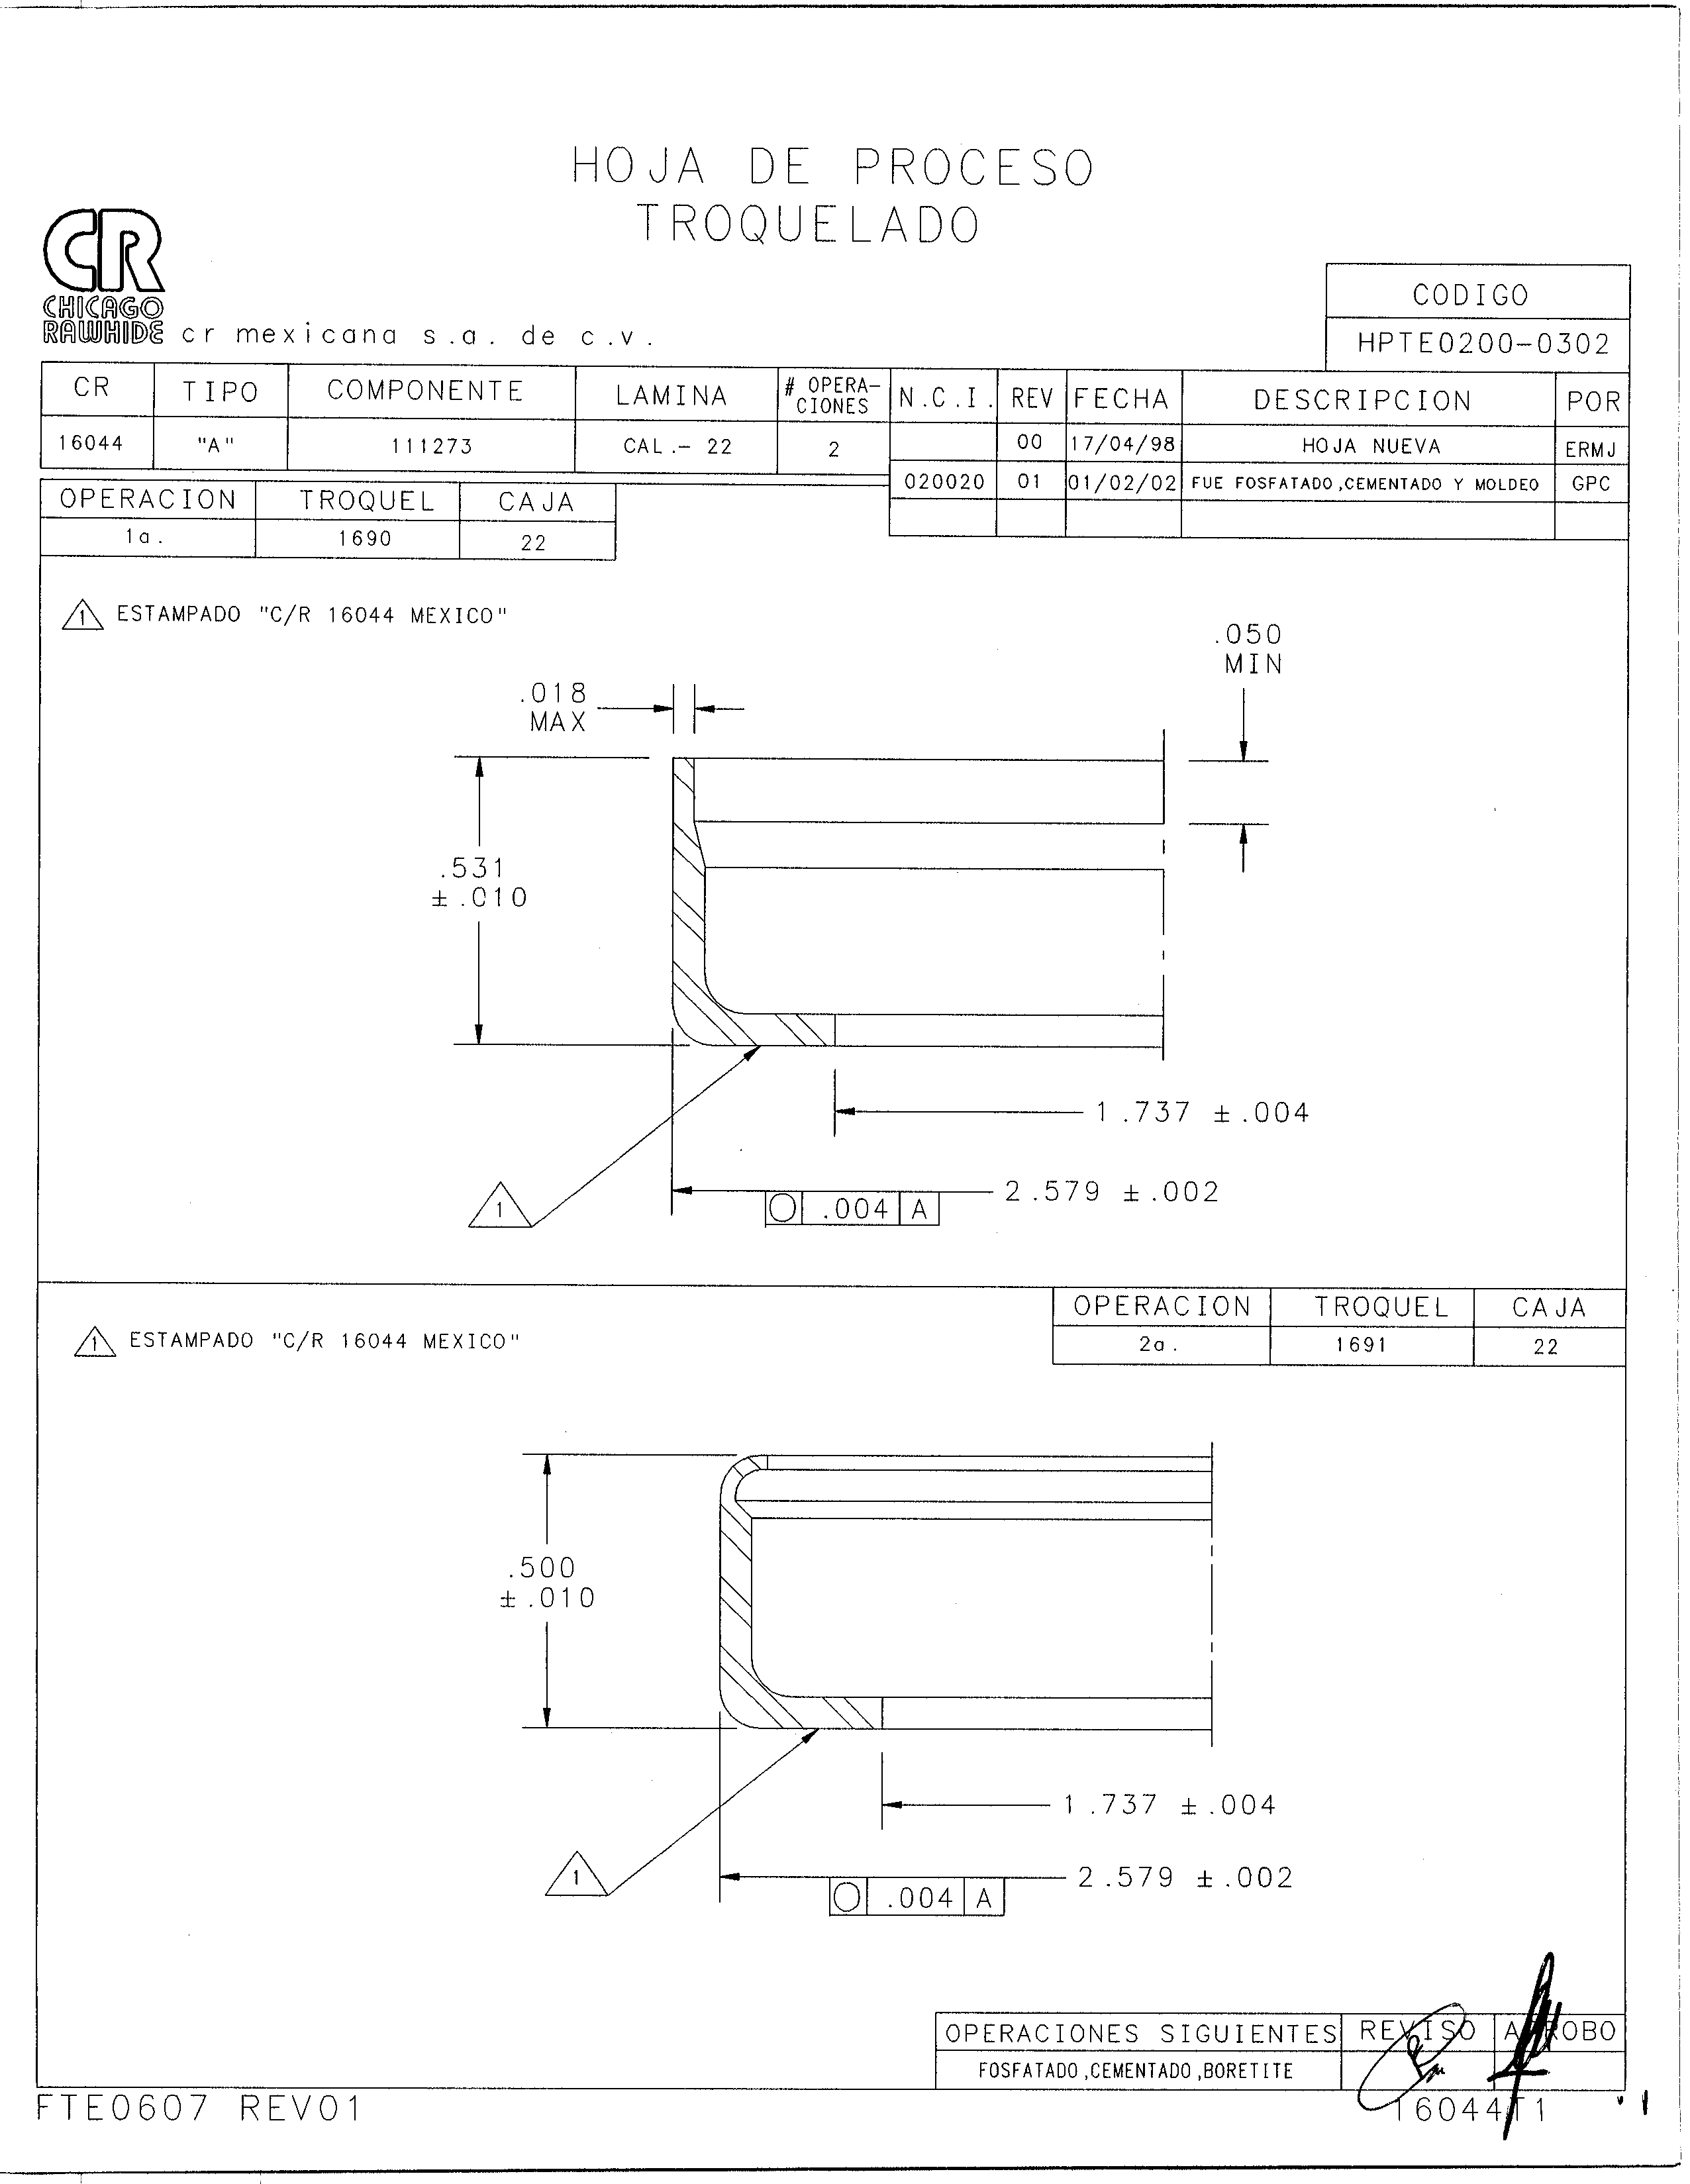 HOJA DE PROCESO
TROQUELADO
CR
CHICAGO
RAWHIDE cr mexicana s.a. de c.v.
CODIGO
HPTE0200-0302
CR TIPO COMPONENTE LAMINA # OPERA-CIONES N.C.I. REV FECHA DESCRIPCION POR
16044 "A" 111273 CAL.- 22 2 00 17/04/98 HOJA NUEVA ERMJ
020020 01 01/02/02 FUE FOSFATADO,CEMENTADO Y MOLDEO GPC
OPERACION TROQUEL CAJA
1a. 1690 22
1 ESTAMPADO "C/R 16044 MEXICO"
.050
MIN
.018
MAX
.531
±.010
1.737 ±.004
2.579 ±.002
1
.004 A
OPERACION TROQUEL CAJA
2a. 1691 22
1 ESTAMPADO "C/R 16044 MEXICO"
.500
±.010
1.737 ±.004
2.579 ±.002
1
.004 A
OPERACIONES SIGUIENTES REVISO APROBO
FOSFATADO,CEMENTADO,BORETITE
FTE0607 REV01
16044T1